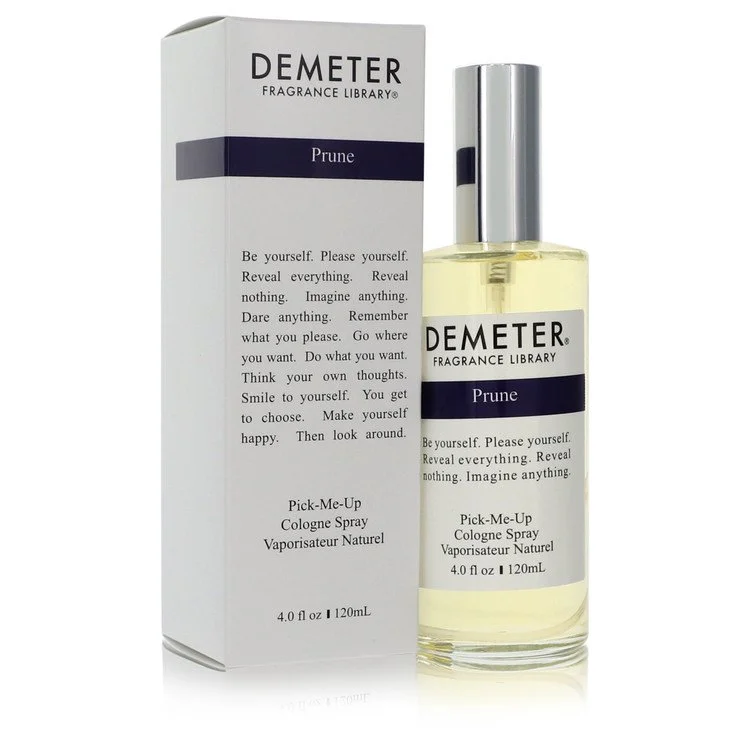 DEMETER
FRAGRANCE LIBRARY®
Prune
Be yourself. Please yourself.
Reveal everything. Reveal
nothing. Imagine anything.
Dare anything. Remember
what you please. Go where
you want. Do what you want.
Think your own thoughts.
Smile to yourself. You get
to choose. Make yourself
happy. Then look around.
Pick-Me-Up
Cologne Spray
Vaporisateur Naturel
4.0 fl oz 120mL
DEMETER®
FRAGRANCE LIBRARY
Prune
Be yourself. Please yourself.
Reveal everything. Reveal
nothing. Imagine anything.
Pick-Me-Up
Cologne Spray
Vaporisateur Naturel
4.0 fl oz 120mL